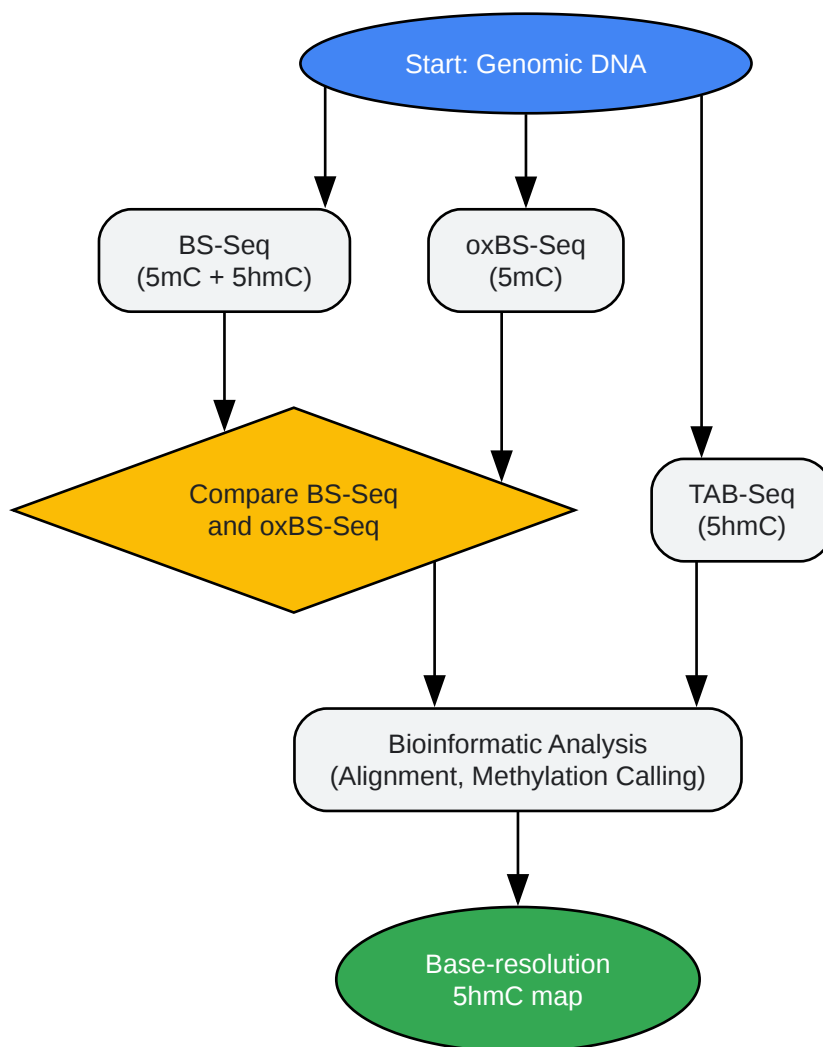 Start: Genomic DNA
BS-Seq
(5mC + 5hmC)
oxBS-Seq
(5mC)
Compare BS-Seq
and oxBS-Seq
TAB-Seq
(5hmC)
Bioinformatic Analysis
(Alignment, Methylation Calling)
Base-resolution
5hmC map